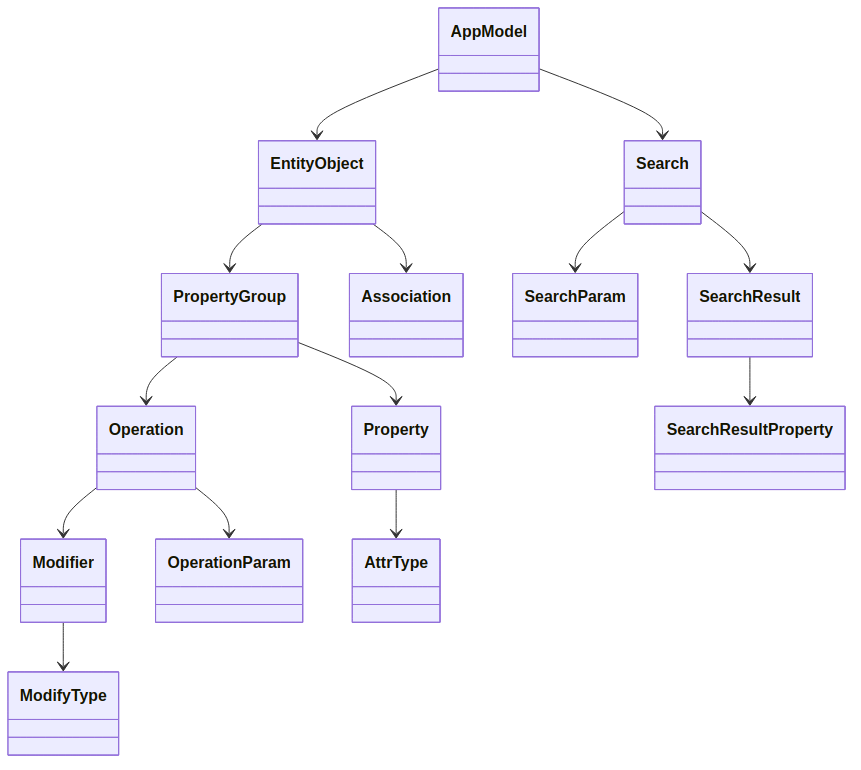 AppModel
EntityObject
Search
PropertyGroup
Association
SearchParam
SearchResult
Operation
Property
SearchResultProperty
Modifier
OperationParam
AttrType
ModifyType